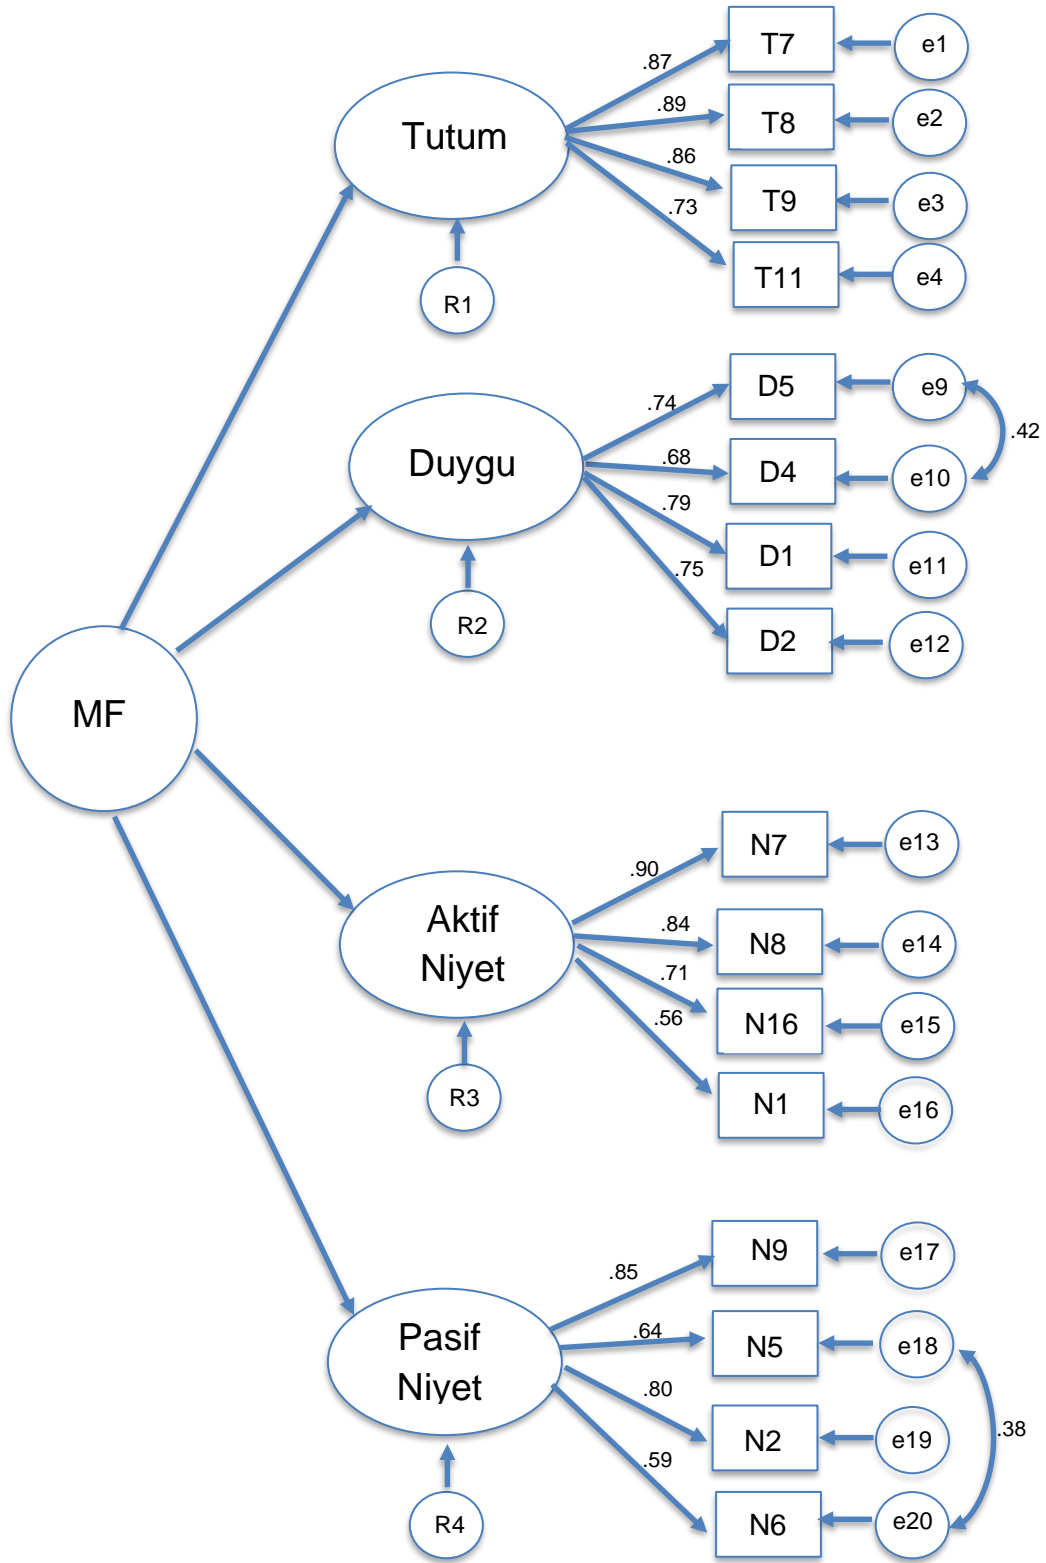 T7
e1
.87
T8
e2
.89
Tutum
.86
T9
e3
.73
T11
e4
R1
D5
e9
.74
.42
Duygu
.68
D4
e10
.79
D1
e11
.75
R2
D2
e12
MF
N7
e13
.90
Aktif
Niyet
.84
N8
e14
.71
N16
e15
.56
R3
N1
e16
N9
e17
.85
Pasif
Niyet
.64
N5
e18
.80
.38
N2
e19
.59
R4
N6
e20